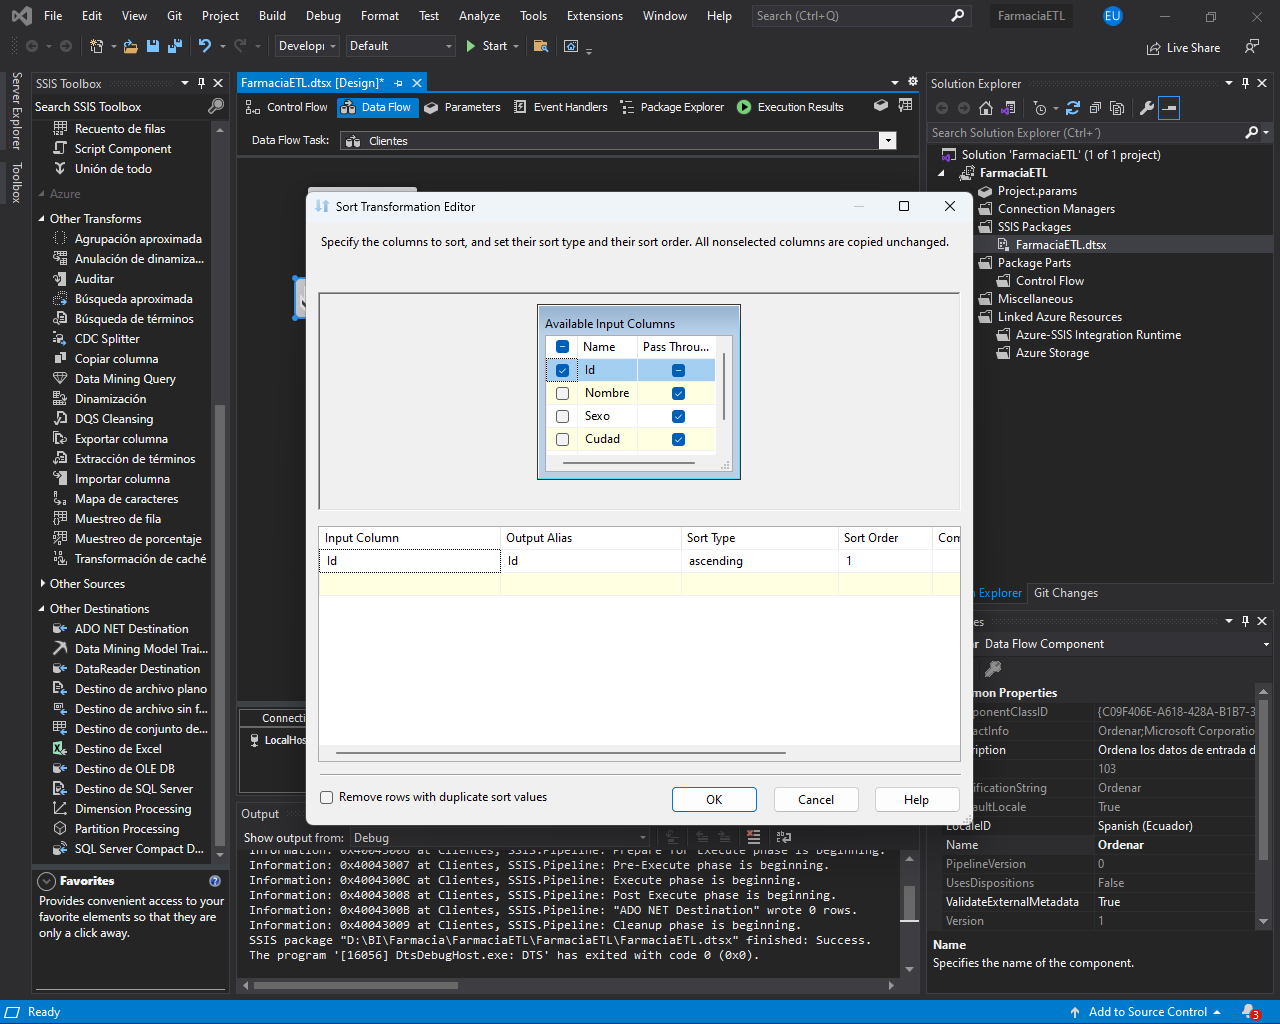 File Edit View Git Project Build Debug Format Test Analyze Tools Extensions Window Help Search (Ctrl+Q) FarmaciaETL EU
Developi Default Start Live Share
Server Explorer
Toolbox
SSIS Toolbox
Search SSIS Toolbox
Recuento de filas
Script Component
Unión de todo
Azure
Other Transforms
Agrupación aproximada
Anulación de dinamiza...
Auditar
Búsqueda aproximada
Búsqueda de términos
CDC Splitter
Copiar columna
Data Mining Query
Dinamización
DQS Cleansing
Exportar columna
Extracción de términos
Importar columna
Mapa de caracteres
Muestreo de fila
Muestreo de porcentaje
Transformación de caché
Other Sources
Other Destinations
ADO NET Destination
Data Mining Model Trai...
DataReader Destination
Destino de archivo plano
Destino de archivo sin f...
Destino de conjunto de...
Destino de Excel
Destino de OLE DB
Destino de SQL Server
Dimension Processing
Partition Processing
SQL Server Compact D...
Favorites
Provides convenient access to your
favorite elements so that they are
only a click away.
FarmaciaETL.dtsx [Design]*
Control Flow Data Flow Parameters Event Handlers Package Explorer Execution Results
Data Flow Task: Clientes
Sort Transformation Editor
Specify the columns to sort, and set their sort type and their sort order. All nonselected columns are copied unchanged.
Available Input Columns
Name Pass Throu...
Id
Nombre
Sexo
Cudad
Input Column Output Alias Sort Type Sort Order Com
Id Id ascending 1
Remove rows with duplicate sort values
OK Cancel Help
Connecti
LocalHos
Output
Show output from: Debug
Information: 0x40043006 at Clientes, SSIS.Pipeline: Prepare for Execute phase is beginning.
Information: 0x40043007 at Clientes, SSIS.Pipeline: Pre-Execute phase is beginning.
Information: 0x4004300C at Clientes, SSIS.Pipeline: Execute phase is beginning.
Information: 0x40043008 at Clientes, SSIS.Pipeline: Post Execute phase is beginning.
Information: 0x4004300B at Clientes, SSIS.Pipeline: "ADO NET Destination" wrote 0 rows.
Information: 0x40043009 at Clientes, SSIS.Pipeline: Cleanup phase is beginning.
SSIS package "D:\BI\Farmacia\FarmaciaETL\FarmaciaETL\FarmaciaETL.dtsx" finished: Success.
The program '[16056] DtsDebugHost.exe: DTS' has exited with code 0 (0x0).
Solution Explorer
Search Solution Explorer (Ctrl+´)
Solution 'FarmaciaETL' (1 of 1 project)
FarmaciaETL
Project.params
Connection Managers
SSIS Packages
FarmaciaETL.dtsx
Package Parts
Control Flow
Miscellaneous
Linked Azure Resources
Azure-SSIS Integration Runtime
Azure Storage
Explorer Git Changes
es
r Data Flow Component
mon Properties
ponentClassID {C09F406E-A618-428A-B1B7-3
actInfo Ordenar;Microsoft Corporatio
ription Ordena los datos de entrada d
103
ificationString Ordenar
aultLocale True
LocaleID Spanish (Ecuador)
Name Ordenar
PipelineVersion 0
UsesDispositions False
ValidateExternalMetadata True
Version 1
Name
Specifies the name of the component.
Ready Add to Source Control 3